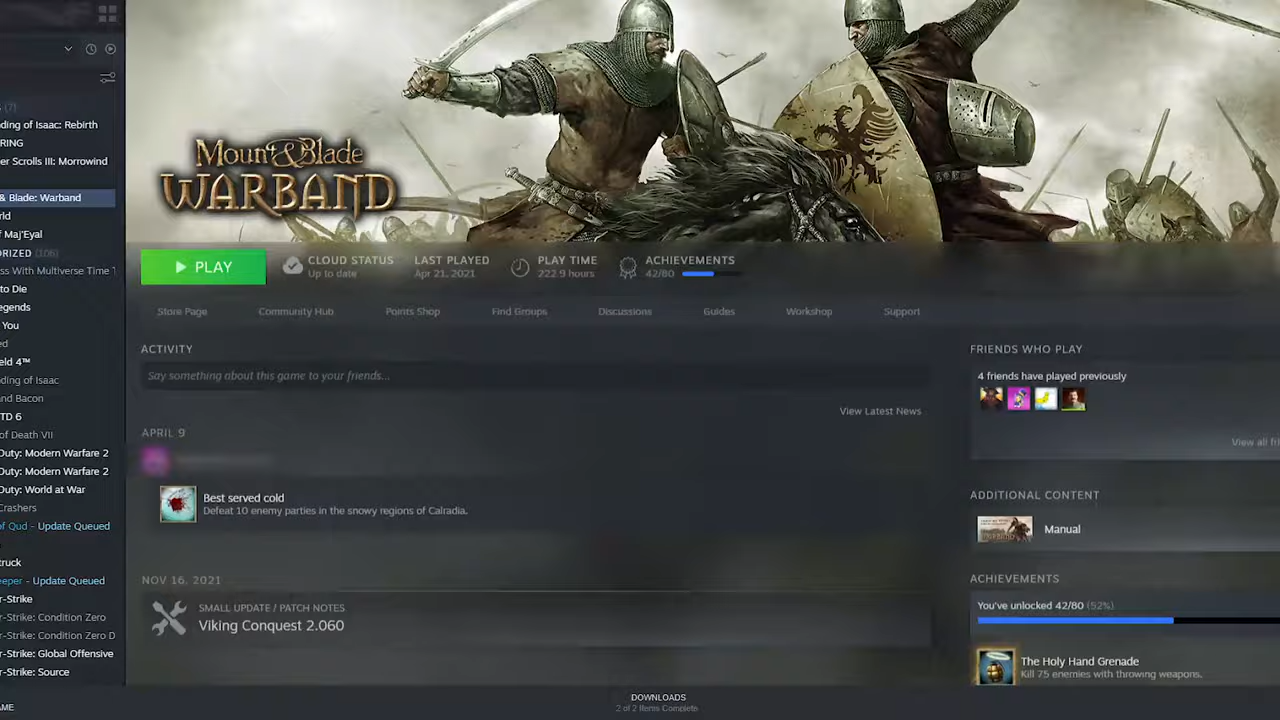 ding of Isaac: Rebirth
RING
er Scrolls III: Morrowind
& Blade: Warband
rld
f Maj'Eyal
ORIZED (106)
ss With Multiverse Time T
to Die
egends
You
ed
eld 4™
ding of Isaac
and Bacon
TD 6
of Death VII
Duty: Modern Warfare 2
Duty: Modern Warfare 2
Duty: World at War
Crashers
of Qud - Update Queued
truck
eeper - Update Queued
r-Strike
r-Strike: Condition Zero
r-Strike: Condition Zero D
r-Strike: Global Offensive
r-Strike: Source
AME
Mount & Blade
WARBAND
PLAY
CLOUD STATUS
Up to date
LAST PLAYED
Apr 21, 2021
PLAY TIME
222.9 hours
ACHIEVEMENTS
42/80
Store Page
Community Hub
Points Shop
Find Groups
Discussions
Guides
Workshop
Support
ACTIVITY
Say something about this game to your friends...
View Latest News
APRIL 9
Best served cold
Defeat 10 enemy parties in the snowy regions of Calradia.
NOV 16, 2021
SMALL UPDATE / PATCH NOTES
Viking Conquest 2.060
FRIENDS WHO PLAY
4 friends have played previously
View all fri
ADDITIONAL CONTENT
Manual
ACHIEVEMENTS
You've unlocked 42/80 (52%)
The Holy Hand Grenade
Kill 75 enemies with throwing weapons.
DOWNLOADS
2 of 2 Items Complete